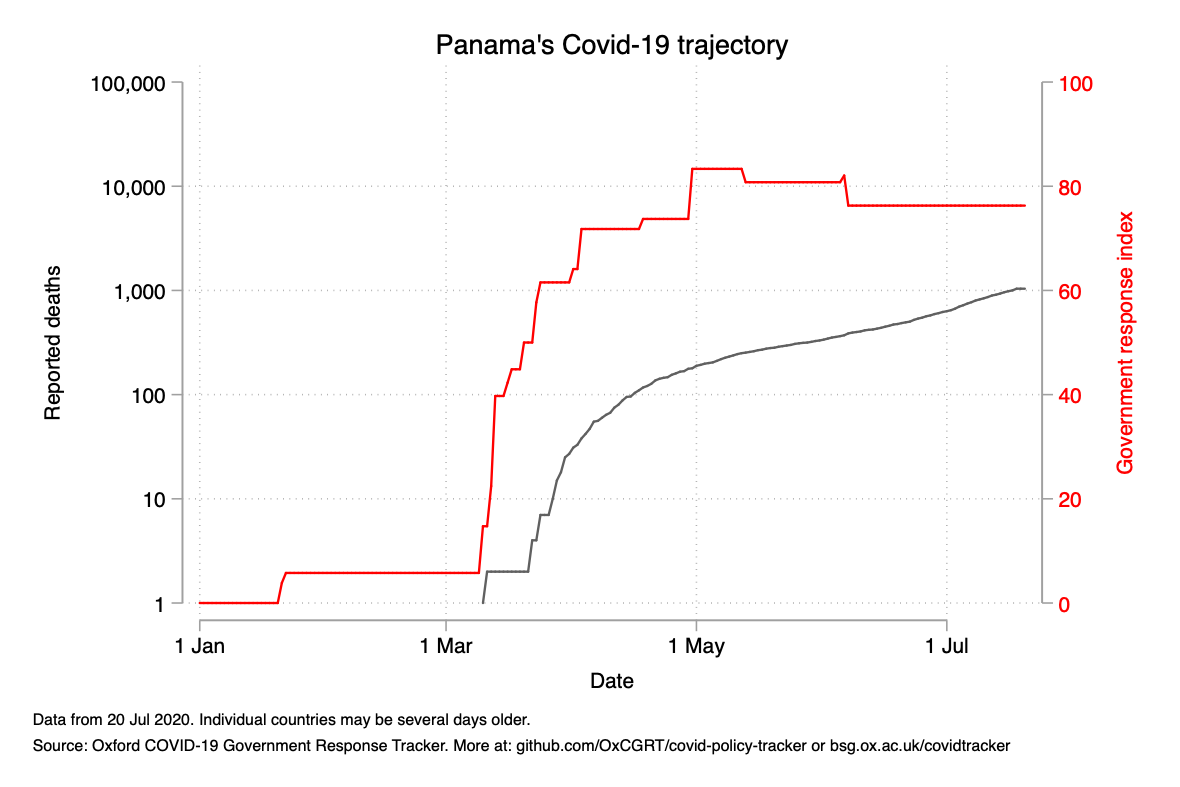 Panama's Covid-19 trajectory
100,000
10,000
1,000
100
10
1
Reported deaths
100
80
60
40
20
0
Government response index
1 Jan
1 Mar
1 May
1 Jul
Date
Data from 20 Jul 2020. Individual countries may be several days older.
Source: Oxford COVID-19 Government Response Tracker. More at: github.com/OxCGRT/covid-policy-tracker or bsg.ox.ac.uk/covidtracker